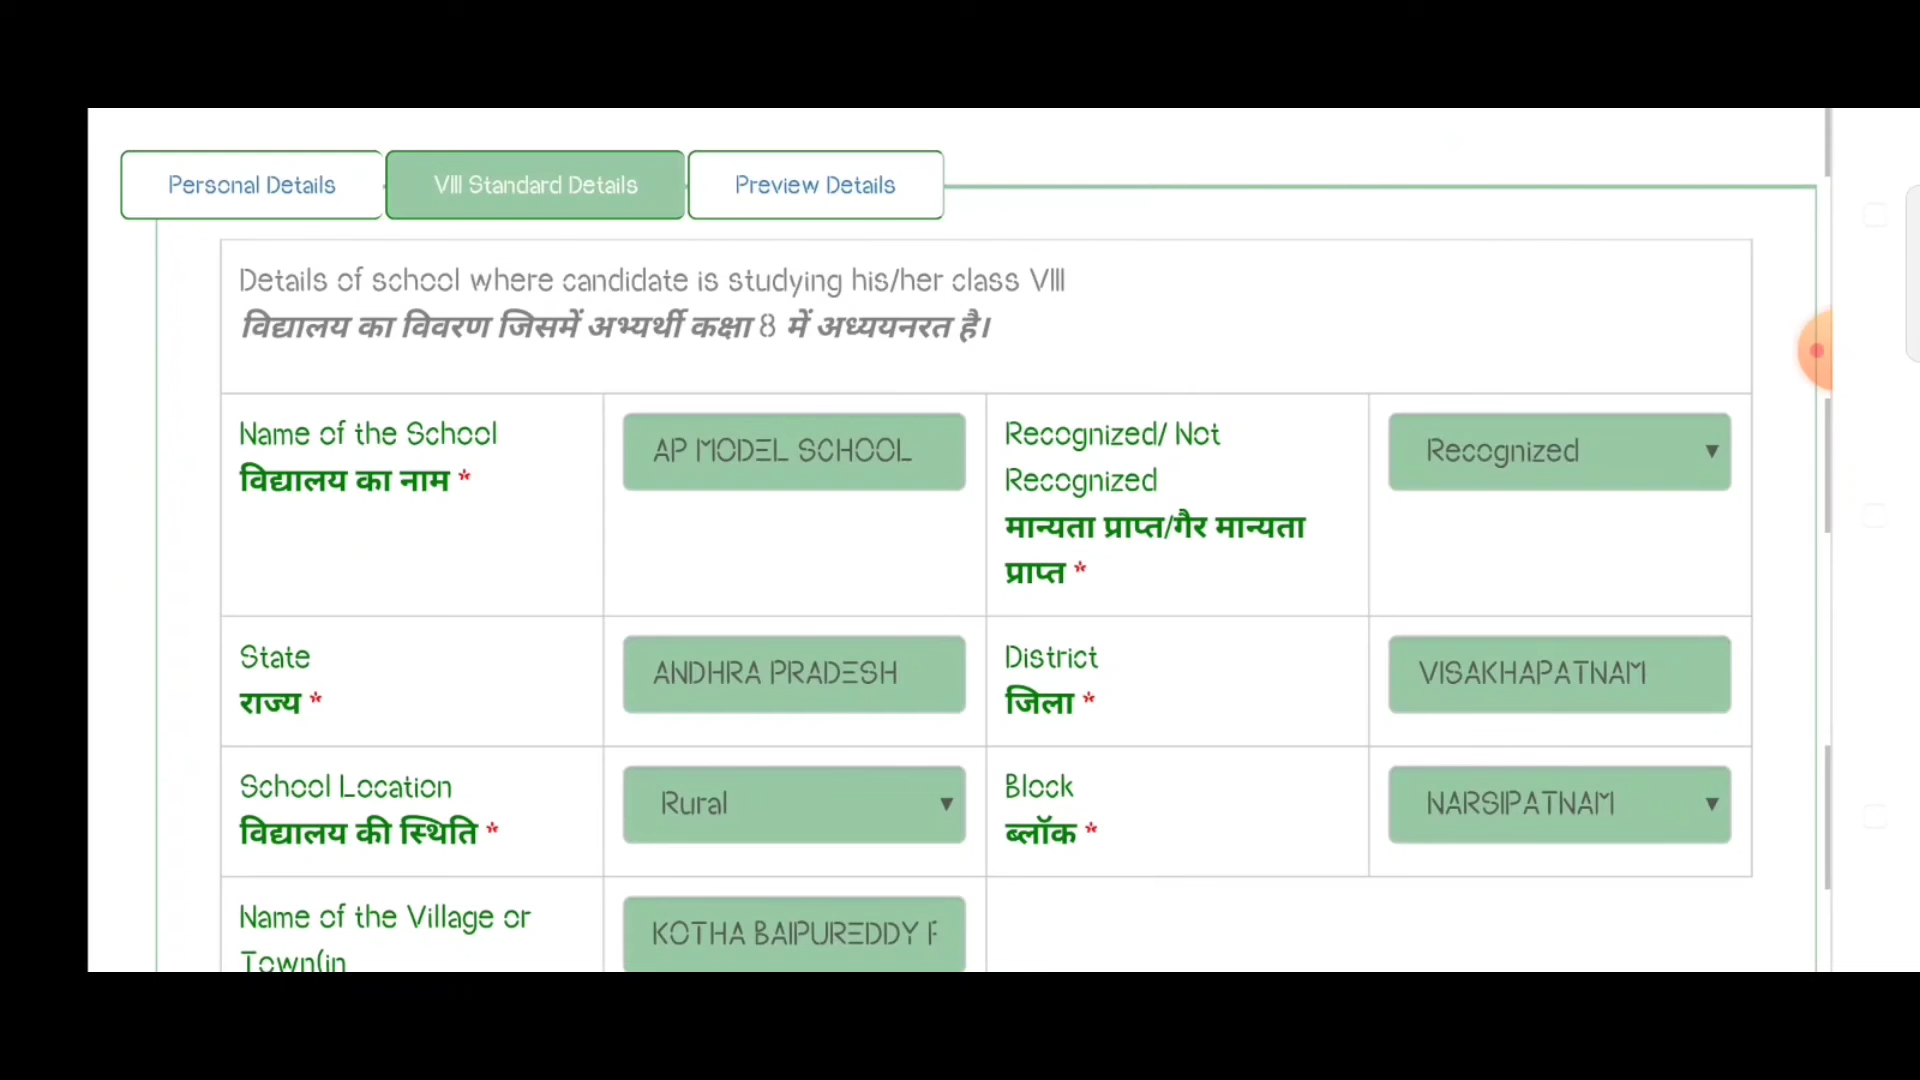 Personal Details
VIII Standard Details
Preview Details
Details of school where candidate is studying his/her class VIII
विद्यालय का विवरण जिसमें अभ्यर्थी कक्षा 8 में अध्ययनरत है।
Name of the School
विद्यालय का नाम *
AP MODEL SCHOOL
Recognized/ Not
Recognized
मान्यता प्राप्त/गैर मान्यता
प्राप्त *
Recognized
State
राज्य *
ANDHRA PRADESH
District
जिला *
VISAKHAPATNAM
School Location
विद्यालय की स्थिति *
Rural
Block
ब्लॉक *
NARSIPATNAM
Name of the Village or
Town(in
KOTHA BAIPUREDDY